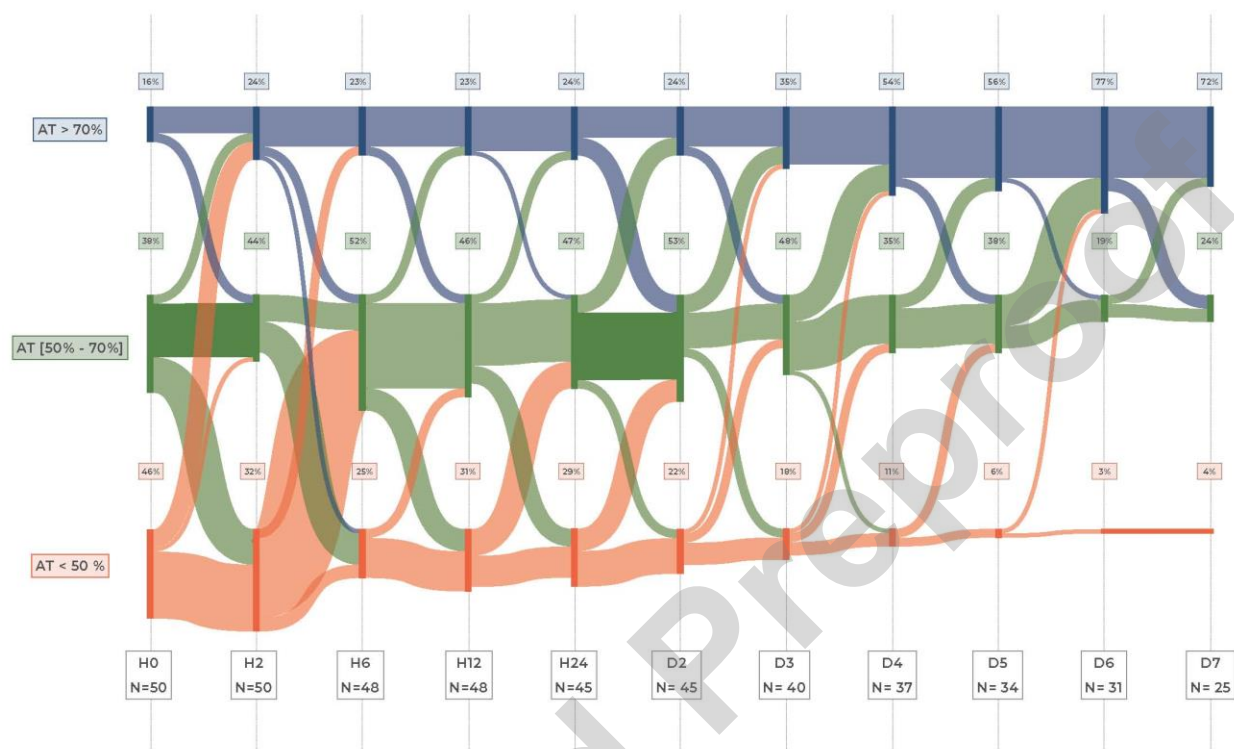 16% 24% 23% 23% 24% 24% 35% 54% 56% 77% 72%
AT > 70%
38% 44% 52% 46% 47% 53% 48% 35% 38% 19% 24%
AT [50% - 70%]
46% 32% 25% 31% 29% 22% 18% 11% 6% 3% 4%
AT < 50 %
H0 H2 H6 H12 H24 D2 D3 D4 D5 D6 D7
N=50 N=50 N=48 N=48 N=45 N= 45 N= 40 N= 37 N= 34 N= 31 N= 25
Preproof